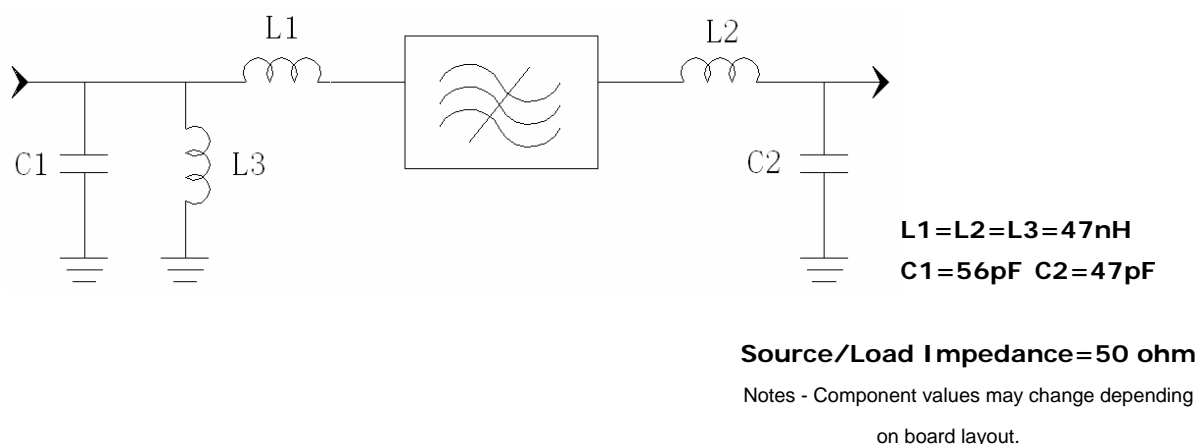 L1
L2
C1
L3
C2
L1=L2=L3=47nH
C1=56pF C2=47pF
Source/Load Impedance=50 ohm
Notes - Component values may change depending
on board layout.